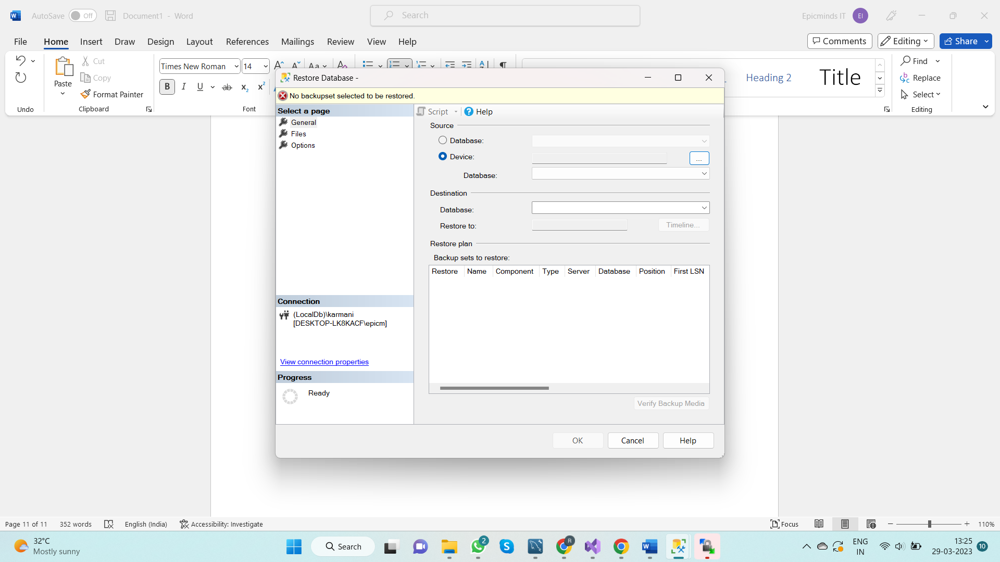 AutoSave Off Document1 - Word
Search
Epicminds IT EI
File Home Insert Draw Design Layout References Mailings Review View Help
Comments Editing Share
Paste
Cut
Copy
Format Painter
Undo
Clipboard
Times New Roman 14
B I U ab x₂ x²
Font
Heading 2
Title
Find
Replace
Select
Editing
Restore Database -
No backupset selected to be restored.
Select a page
General
Files
Options
Script Help
Source
Database:
Device: ...
Database:
Destination
Database:
Restore to: Timeline...
Restore plan
Backup sets to restore:
Restore Name Component Type Server Database Position First LSN
Connection
(LocalDb)\karmani
[DESKTOP-LK8KACF\epicm]
View connection properties
Progress
Ready
Verify Backup Media
OK Cancel Help
Page 11 of 11 352 words English (India) Accessibility: Investigate
Focus 110%
32°C
Mostly sunny
Search
2
R
ENG
IN
13:25
29-03-2023
10